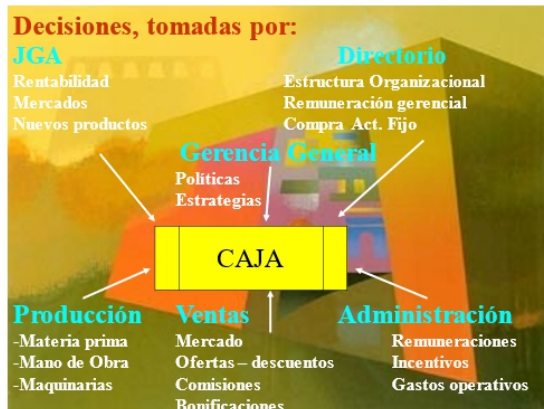 Decisiones, tomadas por:
JGA
Rentabilidad
Mercados
Nuevos productos
Directorio
Estructura Organizacional
Remuneración gerencial
Compra Act. Fijo
Gerencia General
Políticas
Estrategias
CAJA
Producción
-Materia prima
-Mano de Obra
-Maquinarias
Ventas
Mercado
Ofertas – descuentos
Comisiones
Bonificaciones
Administración
Remuneraciones
Incentivos
Gastos operativos